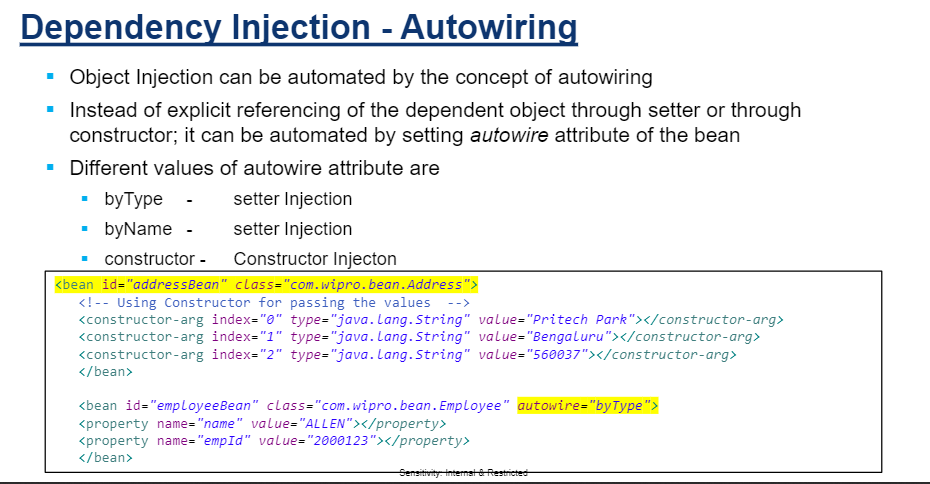 Dependency Injection - Autowiring
Object Injection can be automated by the concept of autowiring
Instead of explicit referencing of the dependent object through setter or through
constructor; it can be automated by setting autowire attribute of the bean
Different values of autowire attribute are
byType - setter Injection
byName - setter Injection
constructor - Constructor Injecton
<bean id="addressBean" class="com.wipro.bean.Address">
<!-- Using Constructor for passing the values -->
<constructor-arg index="0" type="java.lang.String" value="Pritech Park"></constructor-arg>
<constructor-arg index="1" type="java.lang.String" value="Bengaluru"></constructor-arg>
<constructor-arg index="2" type="java.lang.String" value="560037"></constructor-arg>
</bean>
<bean id="employeeBean" class="com.wipro.bean.Employee" autowire="byType">
<property name="name" value="ALLEN"></property>
<property name="empId" value="2000123"></property>
</bean>
Sensitivity: Internal & Restricted